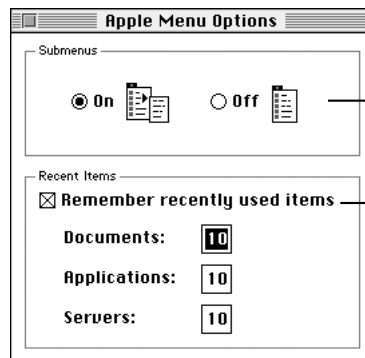 Apple Menu Options
Submenus
On
Off
Recent Items
Remember recently used items
Documents: 10
Applications: 10
Servers: 10